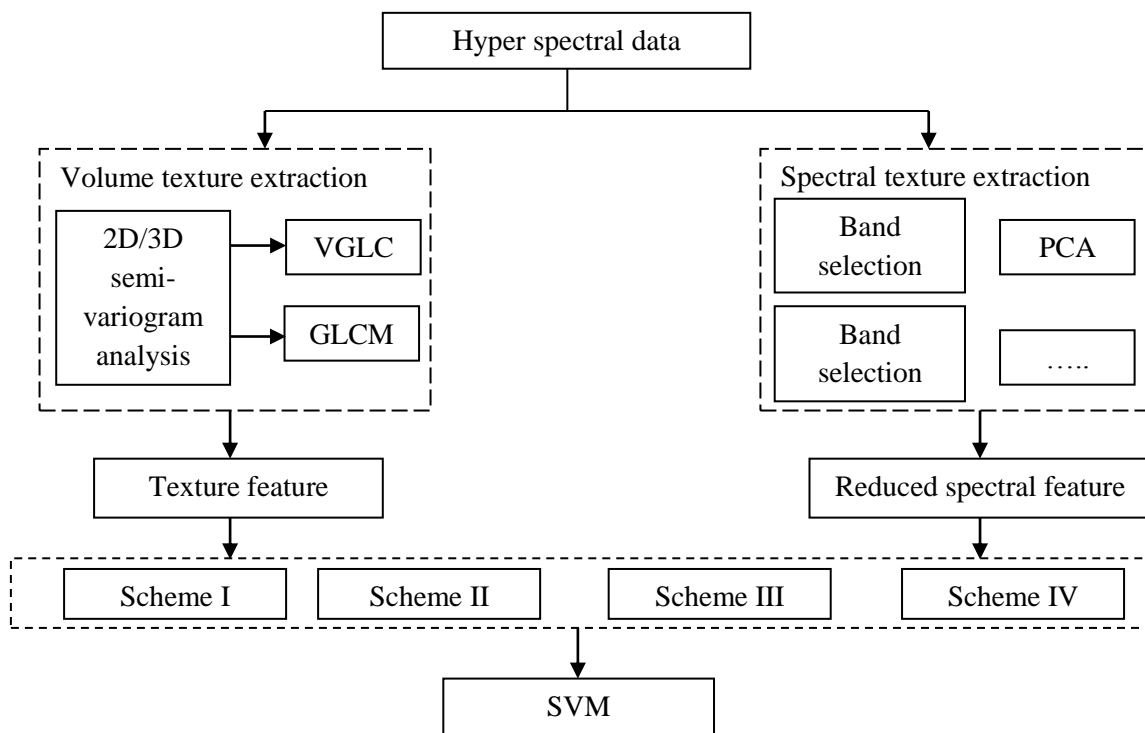 Hyper spectral data
Volume texture extraction
2D/3D
semi-
variogram
analysis
VGLC
GLCM
Spectral texture extraction
Band
selection
PCA
Band
selection
…..
Texture feature
Reduced spectral feature
Scheme I
Scheme II
Scheme III
Scheme IV
SVM